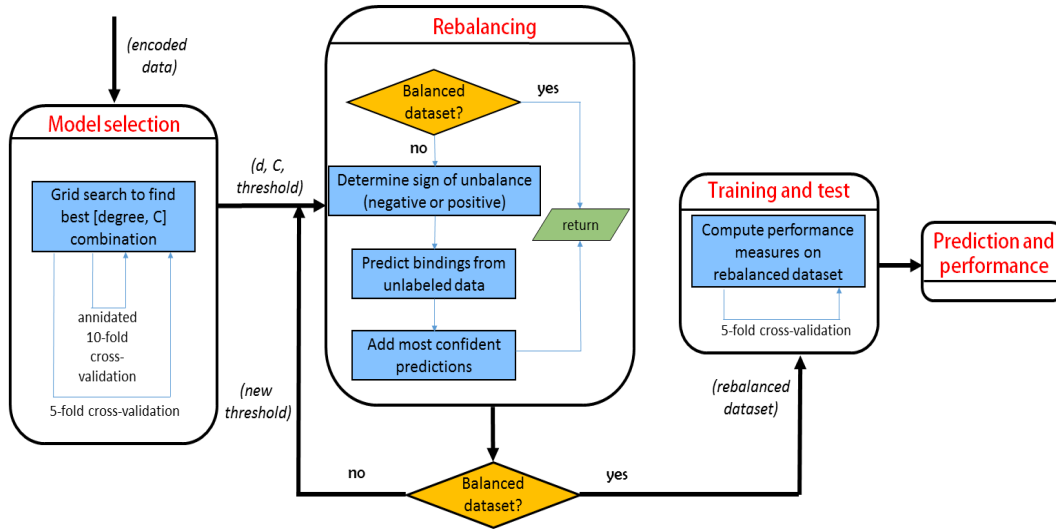 (encoded
data)
Model selection
Grid search to find
best [degree, C]
combination
annidated
10-fold
cross-
validation
5-fold cross-validation
(d, C,
threshold)
(new
threshold)
Rebalancing
Balanced
dataset?
yes
no
Determine sign of unbalance
(negative or positive)
return
Predict bindings from
unlabeled data
Add most confident
predictions
no
Balanced
dataset?
yes
(rebalanced
dataset)
Training and test
Compute performance
measures on
rebalanced dataset
5-fold cross-validation
Prediction and
performance